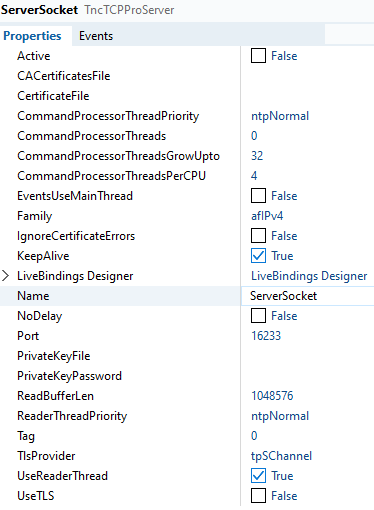 ServerSocket TncTCPProServer
Properties Events
Active False
CACertificatesFile
CertificateFile
CommandProcessorThreadPriority ntpNormal
CommandProcessorThreads 0
CommandProcessorThreadsGrowUpto 32
CommandProcessorThreadsPerCPU 4
EventsUseMainThread False
Family afIPv4
IgnoreCertificateErrors False
KeepAlive True
LiveBindings Designer LiveBindings Designer
Name ServerSocket
NoDelay False
Port 16233
PrivateKeyFile
PrivateKeyPassword
ReadBufferLen 1048576
ReaderThreadPriority ntpNormal
Tag 0
TlsProvider tpSChannel
UseReaderThread True
UseTLS False